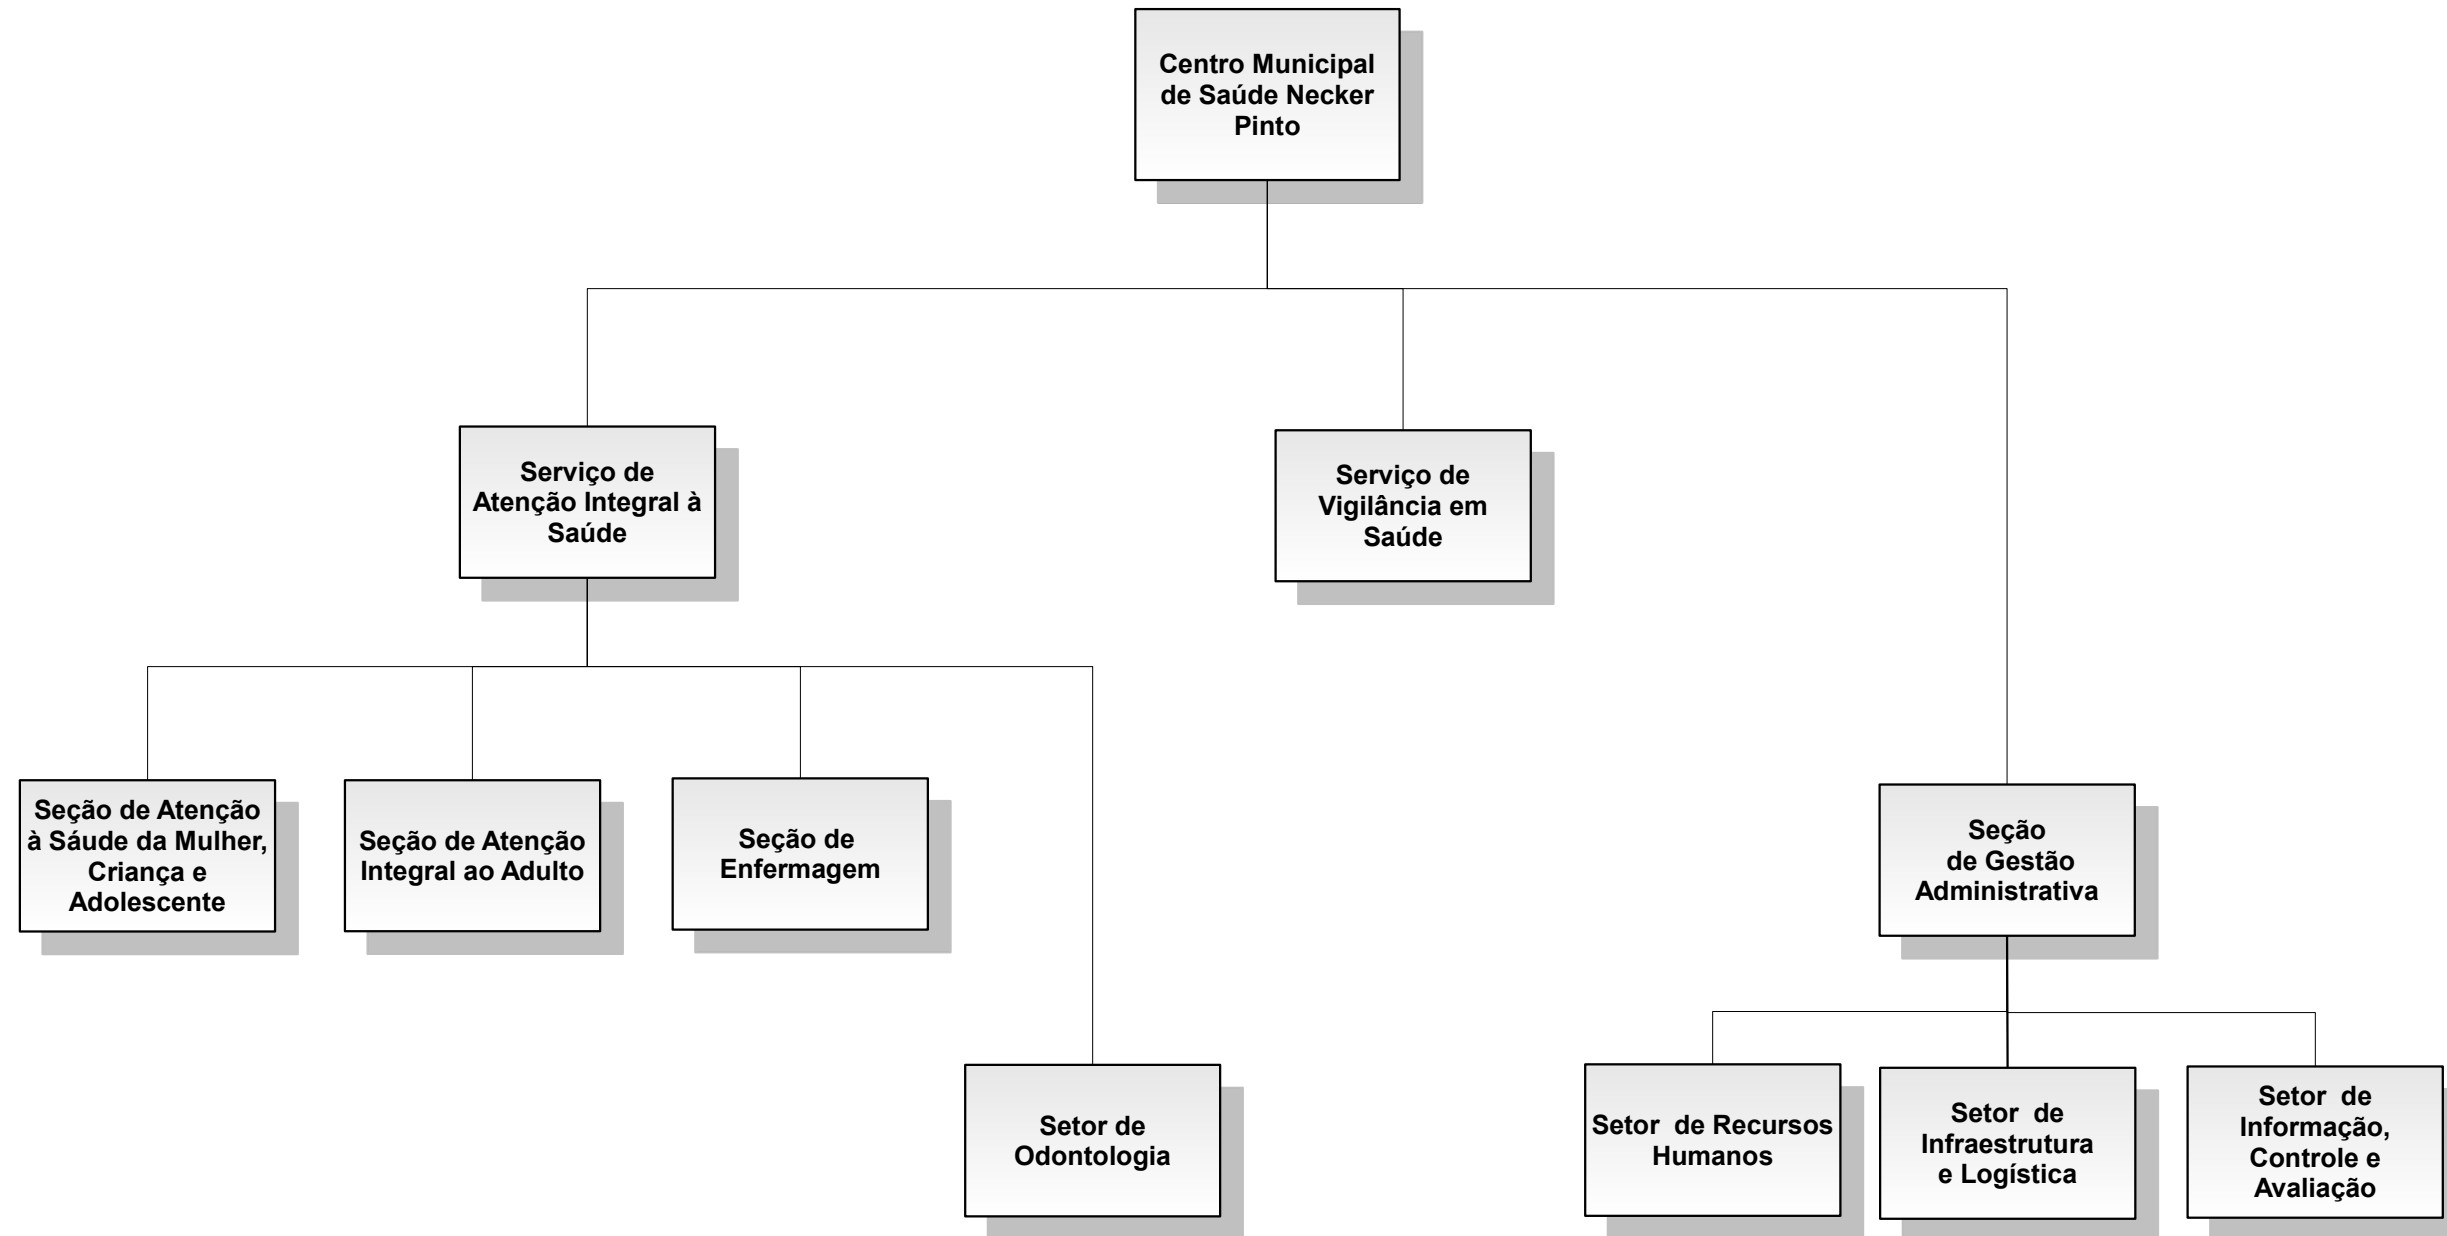 Centro Municipal
de Saúde Necker
Pinto
Serviço de
Atenção Integral à
Saúde
Serviço de
Vigilância em
Saúde
Seção de Atenção
à Sáude da Mulher,
Criança e
Adolescente
Seção de Atenção
Integral ao Adulto
Seção de
Enfermagem
Seção
de Gestão
Administrativa
Setor de
Odontologia
Setor  de Recursos
Humanos
Setor  de
Infraestrutura
e Logística
Setor  de
Informação,
Controle e
Avaliação